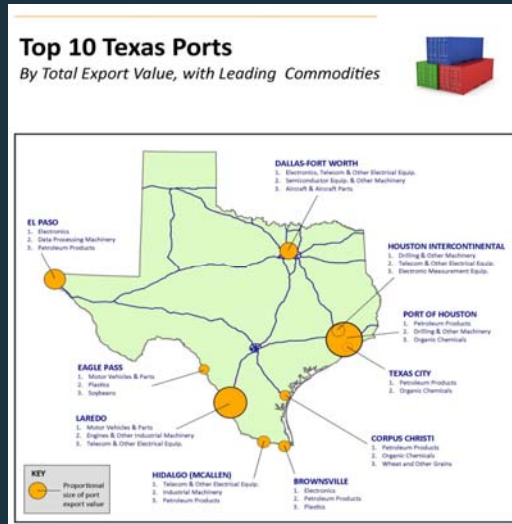 Top 10 Texas Ports
By Total Export Value, with Leading Commodities
DALLAS-FORT WORTH
1. Electronics, Telecom & Other Electrical Equip.
2. Semiconductor Equip. & Other Machinery
3. Aircraft & Aircraft Parts
EL PASO
1. Electronics
2. Data Processing Machinery
3. Petroleum Products
HOUSTON INTERCONTINENTAL
1. Drilling & Other Machinery
2. Telecom & Other Electrical Equip.
3. Electronic Measurement Equip.
PORT OF HOUSTON
1. Petroleum Products
2. Drilling & Other Machinery
3. Organic Chemicals
TEXAS CITY
1. Petroleum Products
2. Organic Chemicals
EAGLE PASS
1. Motor Vehicles & Parts
2. Plastics
3. Soybeans
LAREDO
1. Motor Vehicles & Parts
2. Engines & Other Industrial Machinery
3. Telecom & Other Electrical Equip.
CORPUS CHRISTI
1. Petroleum Products
2. Organic Chemicals
3. Wheat and Other Grains
HIDALGO (MCALLEN)
1. Telecom & Other Electrical Equip.
2. Industrial Machinery
3. Petroleum Products
BROWNSVILLE
1. Electronics
2. Petroleum Products
3. Plastics
KEY
Proportional
size of port
export value